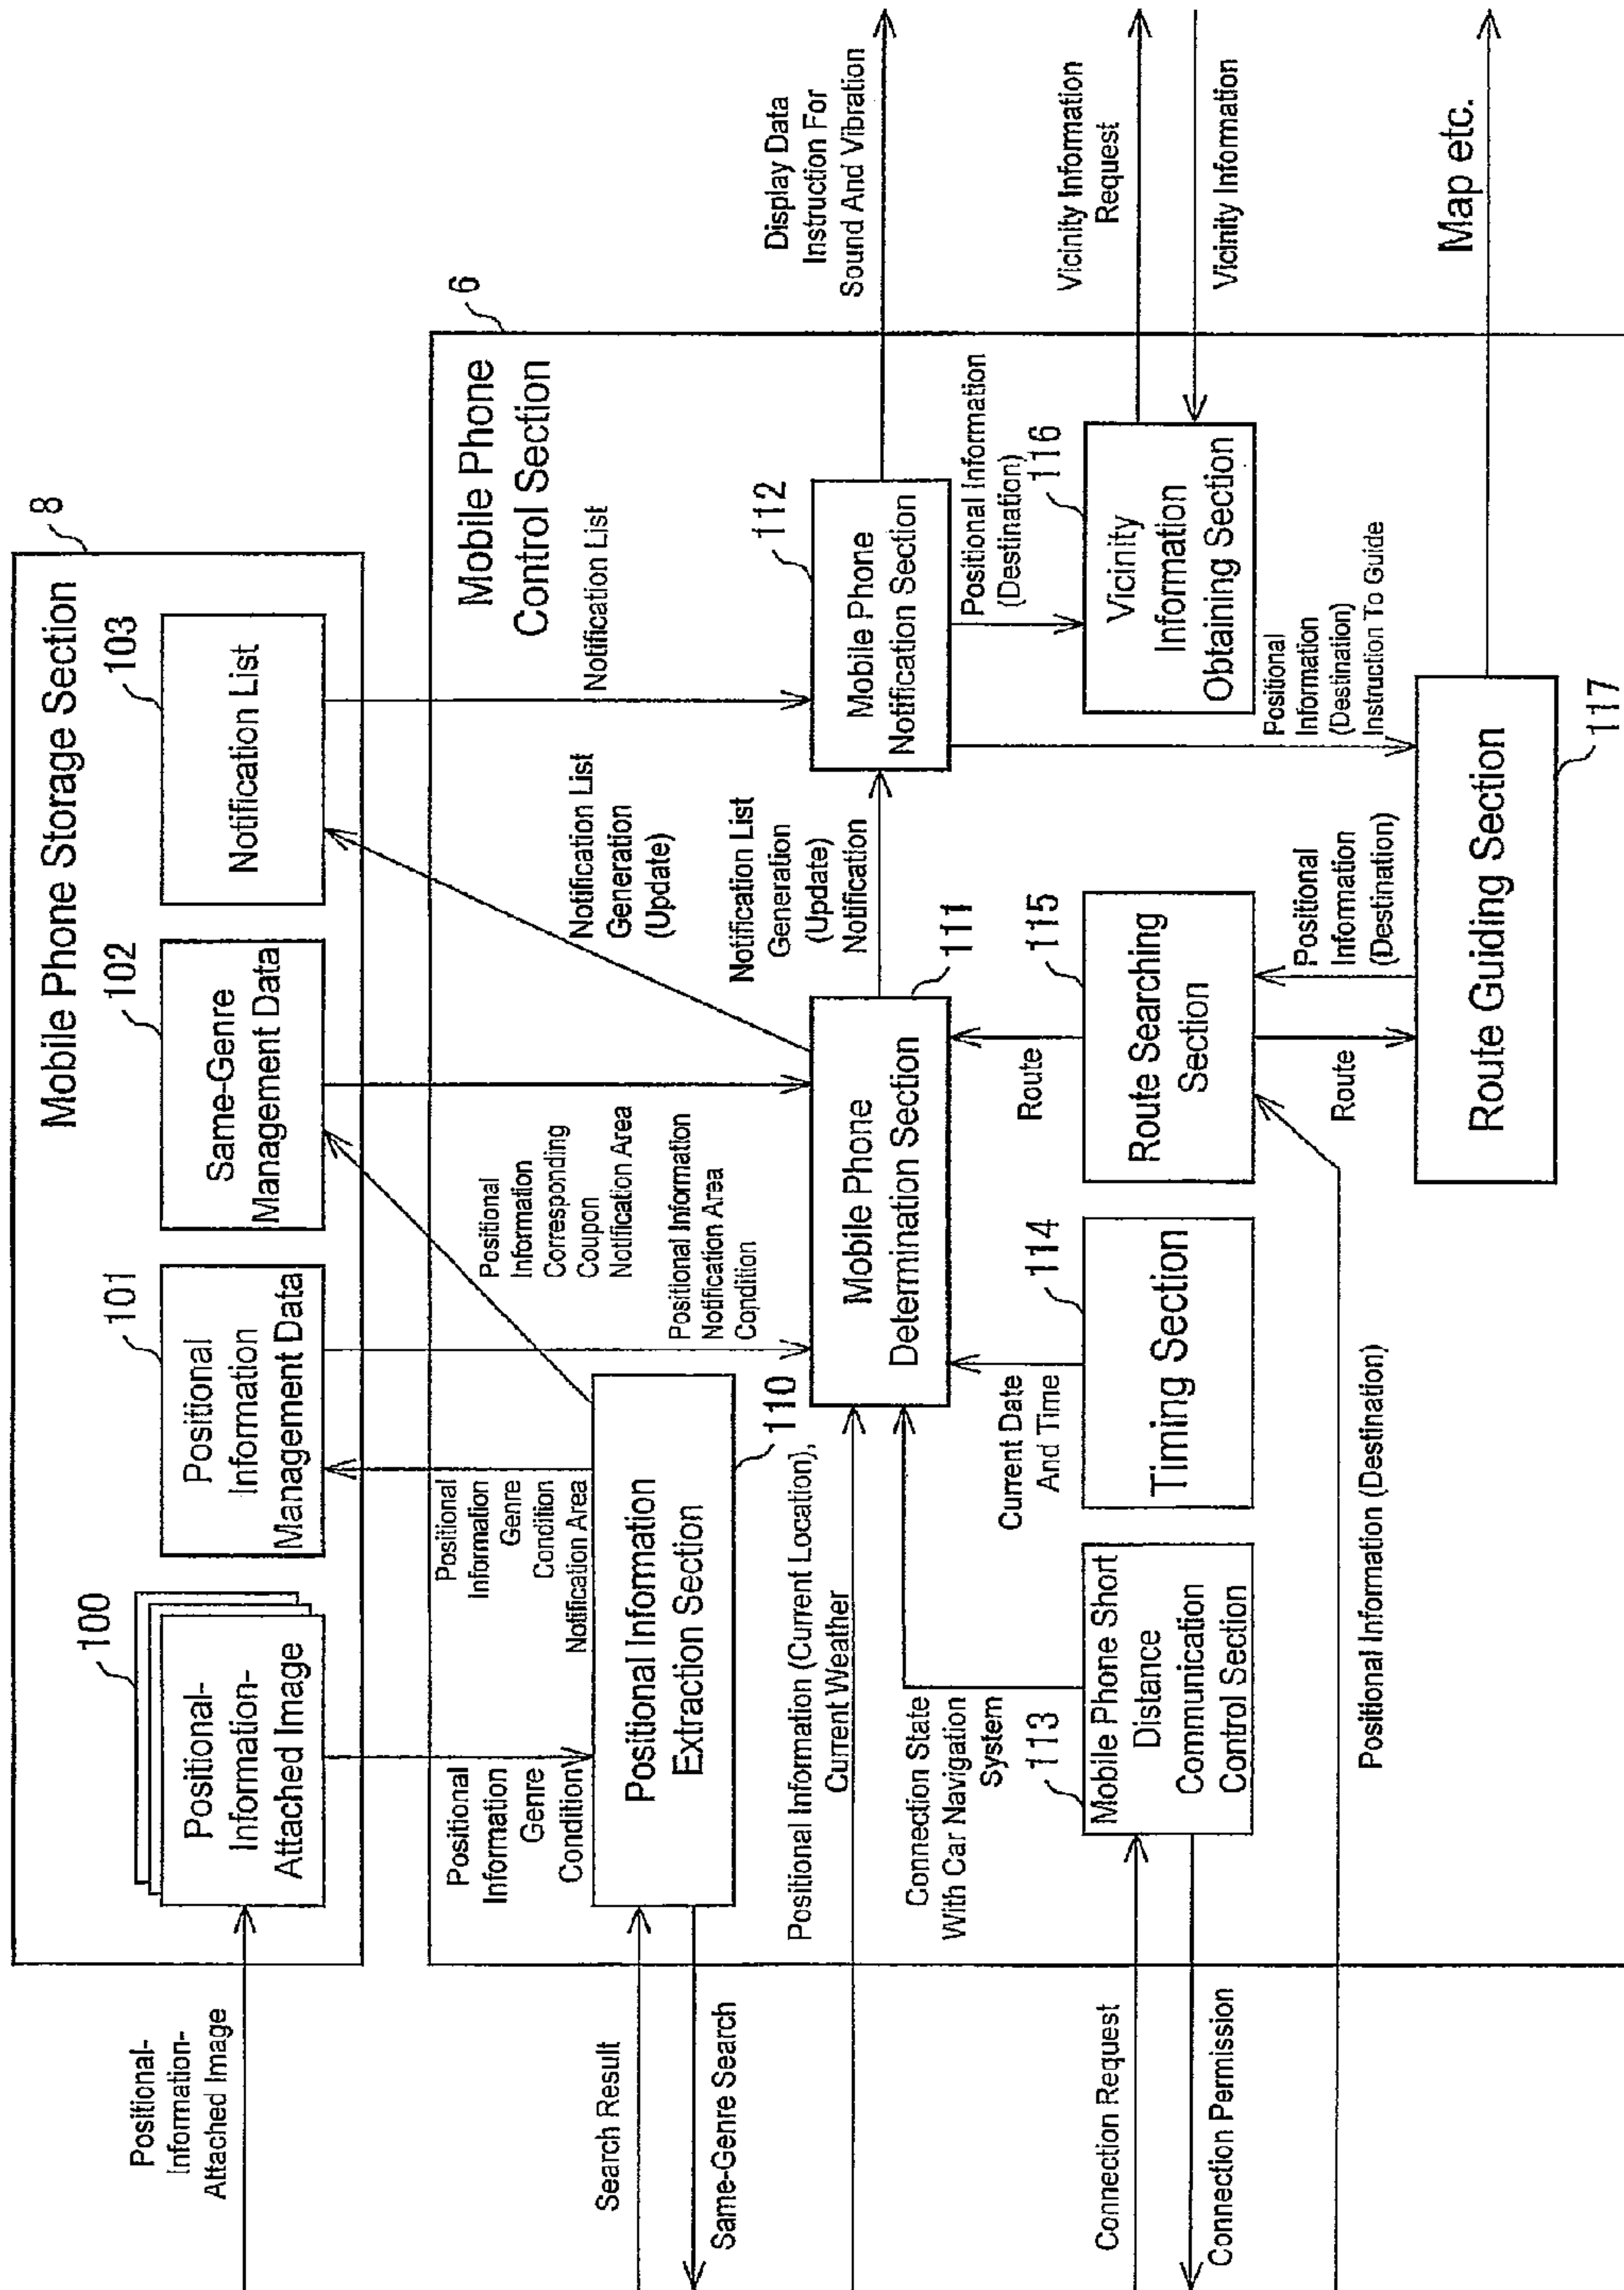 Mobile Phone Storage Section
8
Positional-
Information-
Attached Image
100
Positional-
Information-
Attached Image
101
Positional
Information
Management Data
102
Same-Genre
Management Data
103
Notification List
6
Mobile Phone
Control Section
Positional
Information
Genre
Condition
Positional
Information
Genre
Condition
Notification Area
Positional
Information
Corresponding
Coupon
Notification Area
Positional Information
Notification Area
Condition
Notification List
Generation
(Update)
Notification List
Search Result
Same-Genre Search
Positional Information
Extraction Section
110
Positional Information (Current Location),
Current Weather
Mobile Phone
Determination Section
111
Notification List
Generation
(Update)
Notification
Mobile Phone
Notification Section
112
Display Data
Instruction For
Sound And Vibration
Connection State
With Car Navigation
System
113
Current Date
And Time
114
Route
115
Positional Information
(Destination)
116
Connection Request
Connection Permission
Mobile Phone Short
Distance
Communication
Control Section
Timing Section
Route Searching
Section
Vicinity
Information
Obtaining Section
Vicinity Information
Request
Vicinity Information
Positional Information (Destination)
Route
Positional
Information
(Destination)
Positional
Information
(Destination)
Instruction To Guide
Route Guiding Section
117
Map etc.